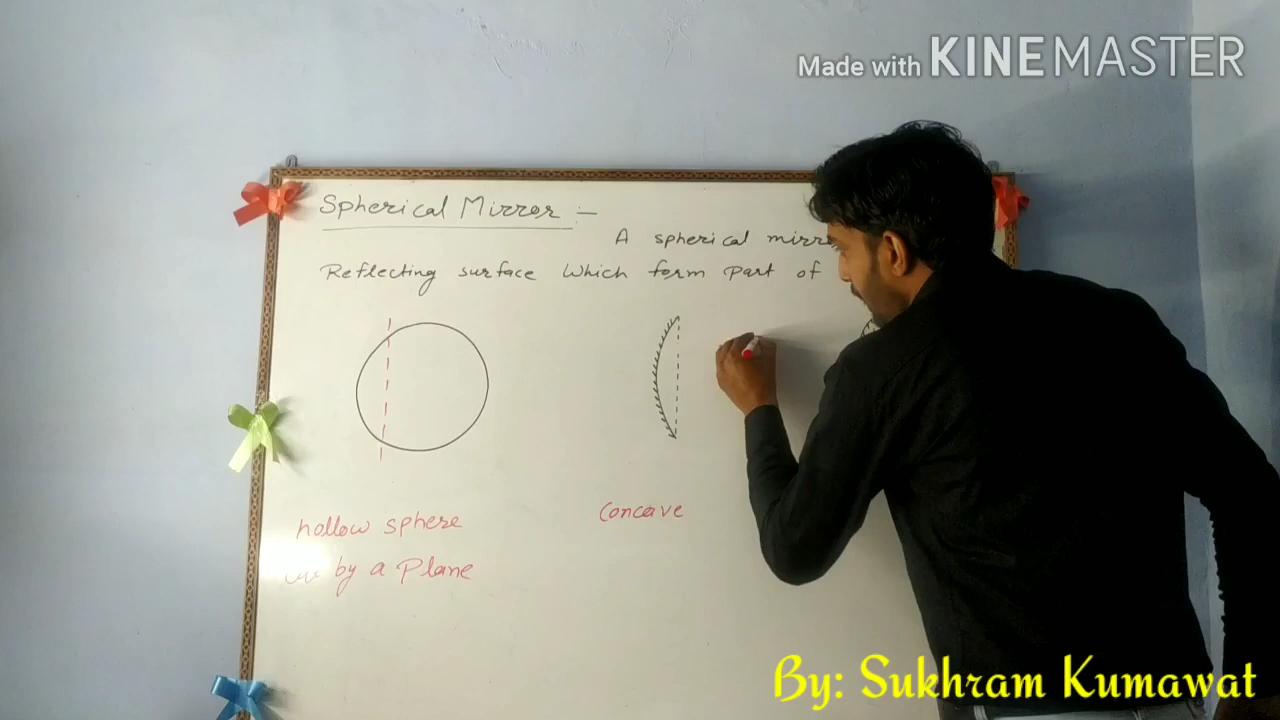 Made with KINEMASTER
Spherical Mirror :-
A spherical
Reflecting surface Which form part of
Concave
hollow sphere
by a Plane
By: Sukhram Kumawat